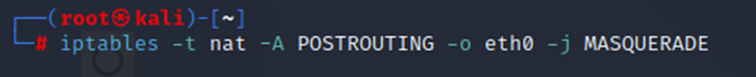 ┌──(root㉿kali)-[~]
└─# iptables -t nat -A POSTROUTING -o eth0 -j MASQUERADE